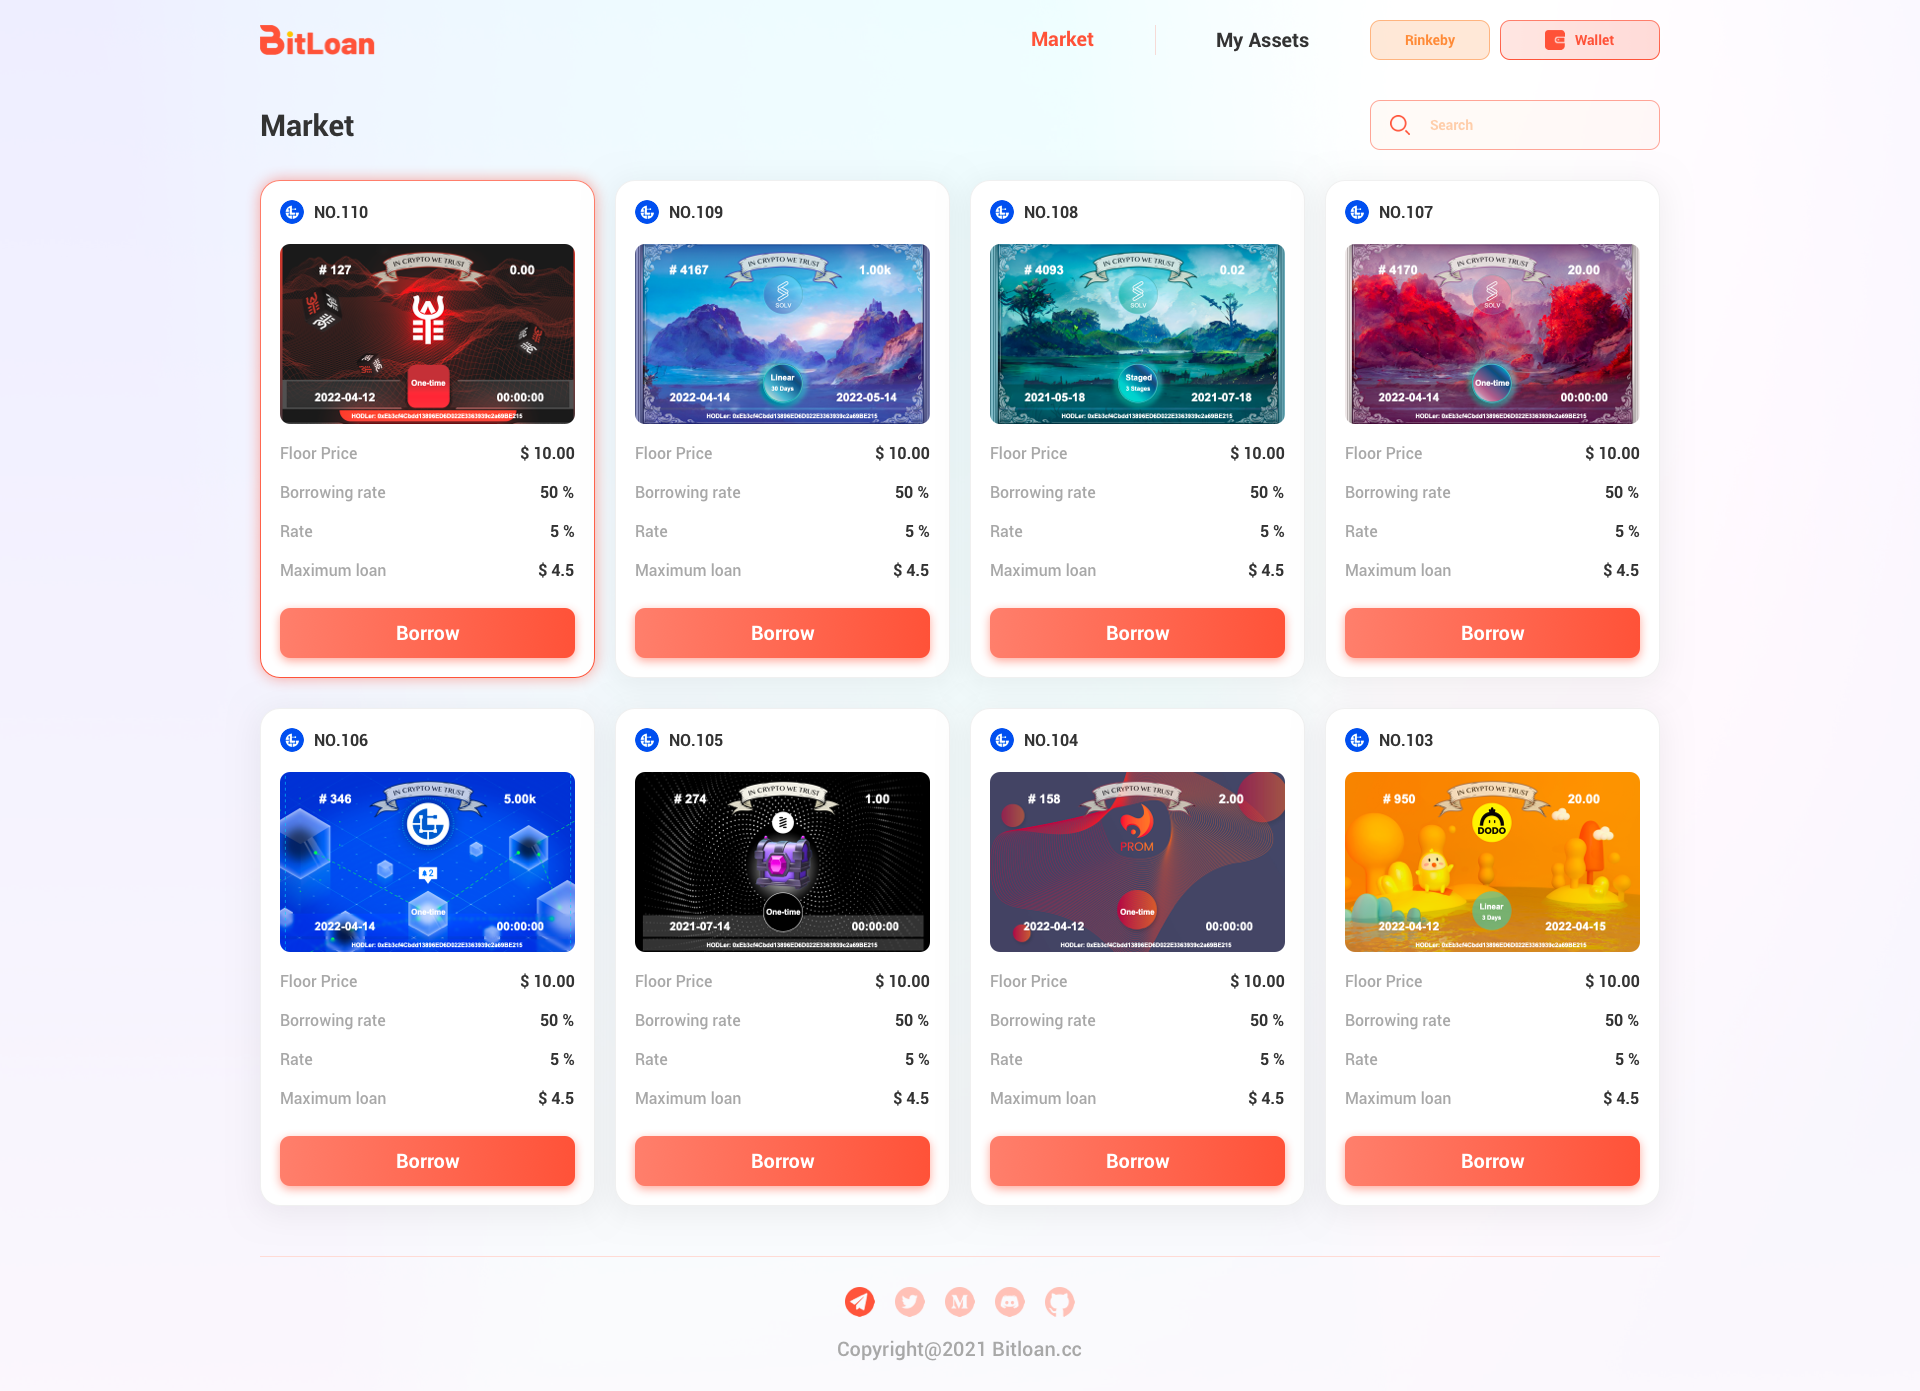 BitLoan
Market
My Assets
Rinkeby
Wallet
Market
Search
NO.110
IN CRYPTO WE TRUST
# 127
0.00
One-time
2022-04-12
00:00:00
HODLer: 0xEb3cf4Cbdd13896ED6D022E3363939c2a69BE215
Floor Price
$ 10.00
Borrowing rate
50 %
Rate
5 %
Maximum loan
$ 4.5
Borrow
NO.109
IN CRYPTO WE TRUST
# 4167
1.00k
SOLV
Linear
30 Days
2022-04-14
2022-05-14
HODLer: 0xEb3cf4Cbdd13896ED6D022E3363939c2a69BE215
Floor Price
$ 10.00
Borrowing rate
50 %
Rate
5 %
Maximum loan
$ 4.5
Borrow
NO.108
IN CRYPTO WE TRUST
# 4093
0.02
SOLV
Staged
3 Stages
2021-05-18
2021-07-18
HODLer: 0xEb3cf4Cbdd13896ED6D022E3363939c2a69BE215
Floor Price
$ 10.00
Borrowing rate
50 %
Rate
5 %
Maximum loan
$ 4.5
Borrow
NO.107
IN CRYPTO WE TRUST
# 4170
20.00
SOLV
One-time
2022-04-14
00:00:00
HODLer: 0xEb3cf4Cbdd13896ED6D022E3363939c2a69BE215
Floor Price
$ 10.00
Borrowing rate
50 %
Rate
5 %
Maximum loan
$ 4.5
Borrow
NO.106
IN CRYPTO WE TRUST
# 346
5.00k
2
One-time
2022-04-14
00:00:00
HODLer: 0xEb3cf4Cbdd13896ED6D022E3363939c2a69BE215
Floor Price
$ 10.00
Borrowing rate
50 %
Rate
5 %
Maximum loan
$ 4.5
Borrow
NO.105
IN CRYPTO WE TRUST
# 274
1.00
One-time
2021-07-14
00:00:00
HODLer: 0xEb3cf4Cbdd13896ED6D022E3363939c2a69BE215
Floor Price
$ 10.00
Borrowing rate
50 %
Rate
5 %
Maximum loan
$ 4.5
Borrow
NO.104
IN CRYPTO WE TRUST
# 158
2.00
PROM
One-time
2022-04-12
00:00:00
HODLer: 0xEb3cf4Cbdd13896ED6D022E3363939c2a69BE215
Floor Price
$ 10.00
Borrowing rate
50 %
Rate
5 %
Maximum loan
$ 4.5
Borrow
NO.103
IN CRYPTO WE TRUST
# 950
20.00
DODO
Linear
3 Days
2022-04-12
2022-04-15
HODLer: 0xEb3cf4Cbdd13896ED6D022E3363939c2a69BE215
Floor Price
$ 10.00
Borrowing rate
50 %
Rate
5 %
Maximum loan
$ 4.5
Borrow
Copyright@2021 Bitloan.cc